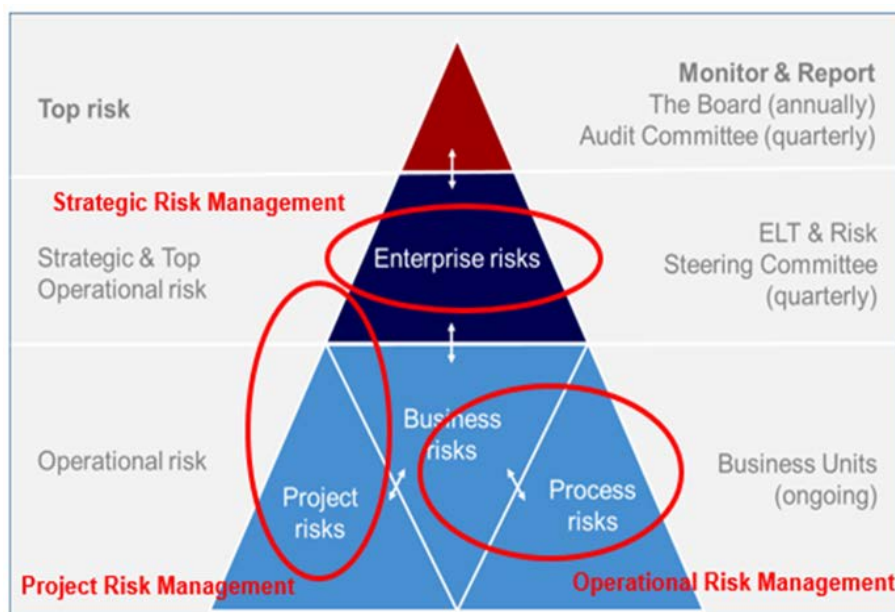 Top risk
Monitor & Report
The Board (annually)
Audit Committee (quarterly)
Strategic Risk Management
Strategic & Top
Operational risk
Enterprise risks
ELT & Risk
Steering Committee
(quarterly)
Operational risk
Business
risks
Project
risks
Process
risks
Business Units
(ongoing)
Project Risk Management
Operational Risk Management